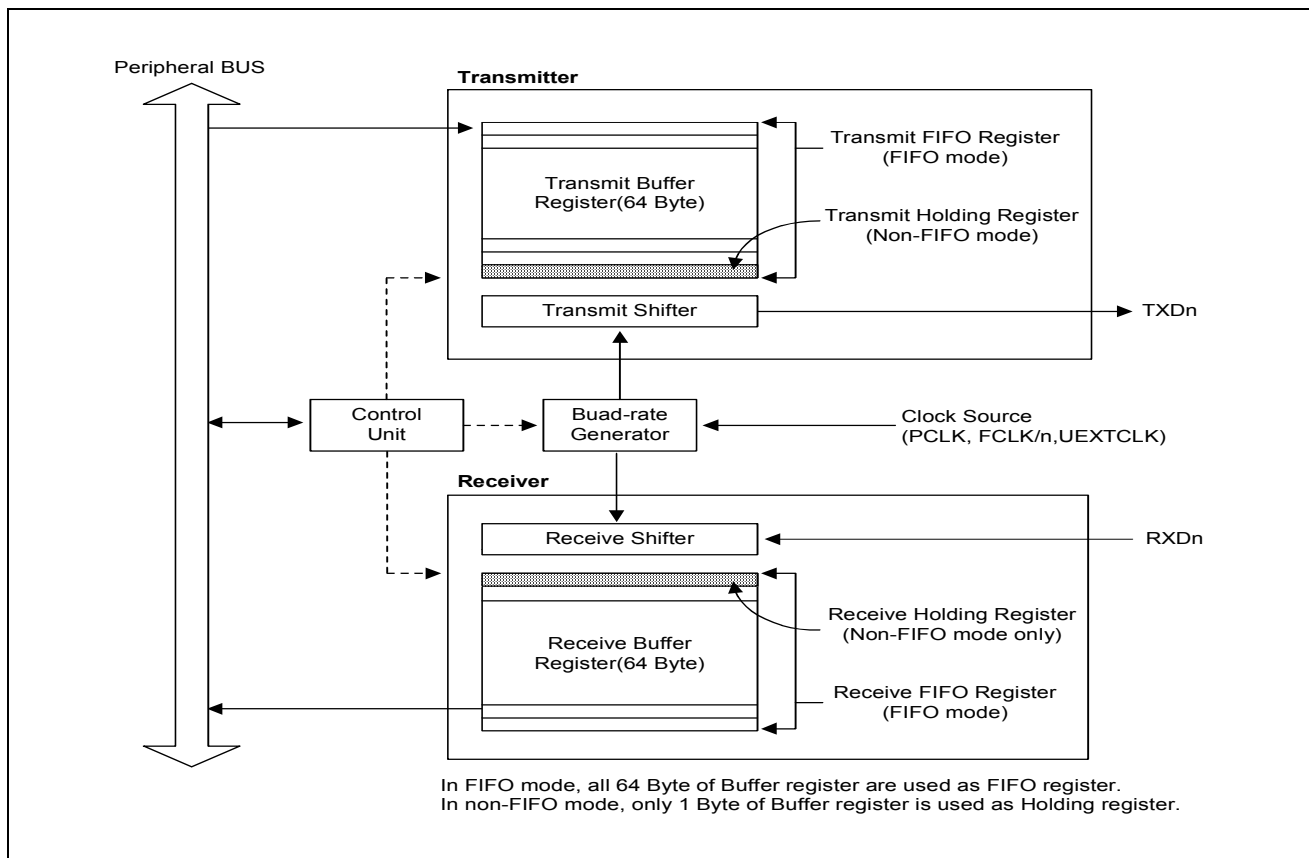 Peripheral BUS
Transmitter
Transmit FIFO Register
(FIFO mode)
Transmit Buffer
Register(64 Byte)
Transmit Holding Register
(Non-FIFO mode)
Transmit Shifter
TXDn
Control
Unit
Buad-rate
Generator
Clock Source
(PCLK, FCLK/n,UEXTCLK)
Receiver
Receive Shifter
RXDn
Receive Holding Register
(Non-FIFO mode only)
Receive Buffer
Register(64 Byte)
Receive FIFO Register
(FIFO mode)
In FIFO mode, all 64 Byte of Buffer register are used as FIFO register.
In non-FIFO mode, only 1 Byte of Buffer register is used as Holding register.